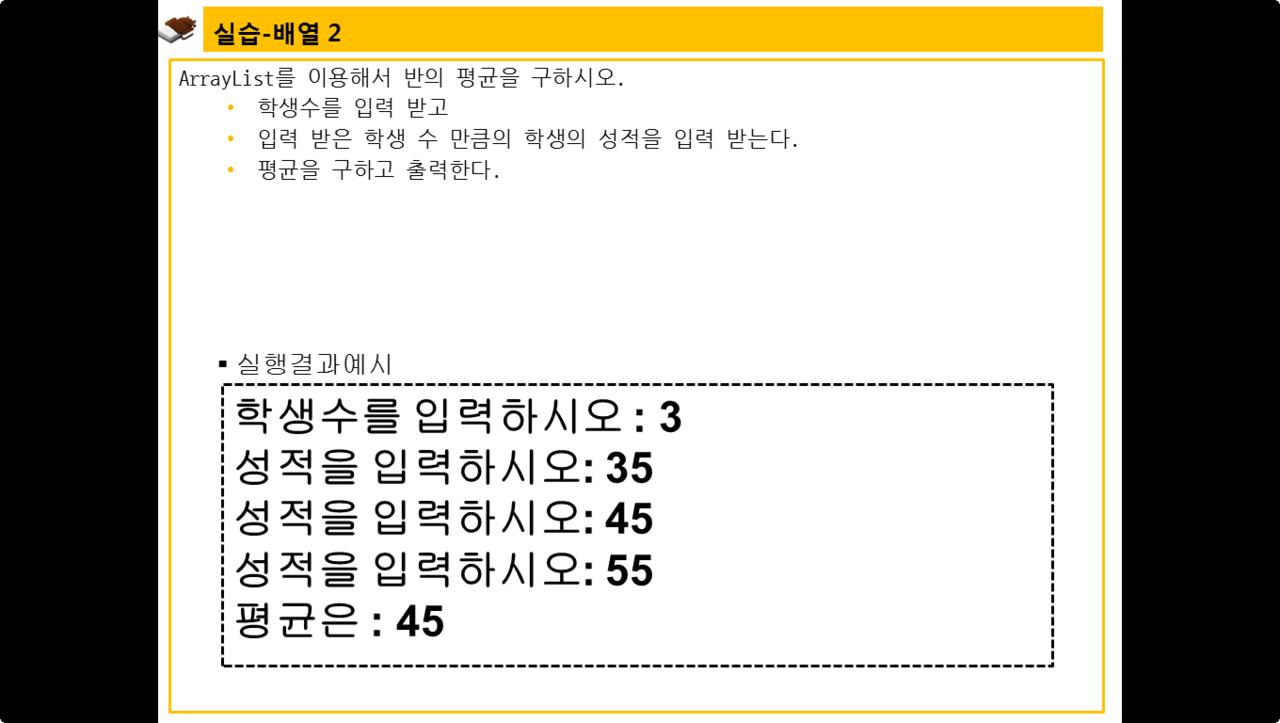 실습-배열 2
ArrayList를 이용해서 반의 평균을 구하시오.
• 학생수를 입력 받고
• 입력 받은 학생 수 만큼의 학생의 성적을 입력 받는다.
• 평균을 구하고 출력한다.
▪ 실행결과예시
학생수를 입력하시오 : 3
성적을 입력하시오: 35
성적을 입력하시오: 45
성적을 입력하시오: 55
평균은 : 45